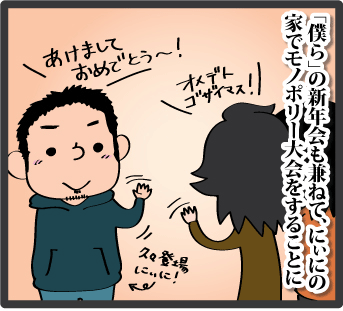 「僕ら」の新年会も兼ねて、にぃにの
家でモノポリー大会をすることに
あけまして
おめでとう〜！
オメデト
ゴザイマス！
久々登場
にぃに！